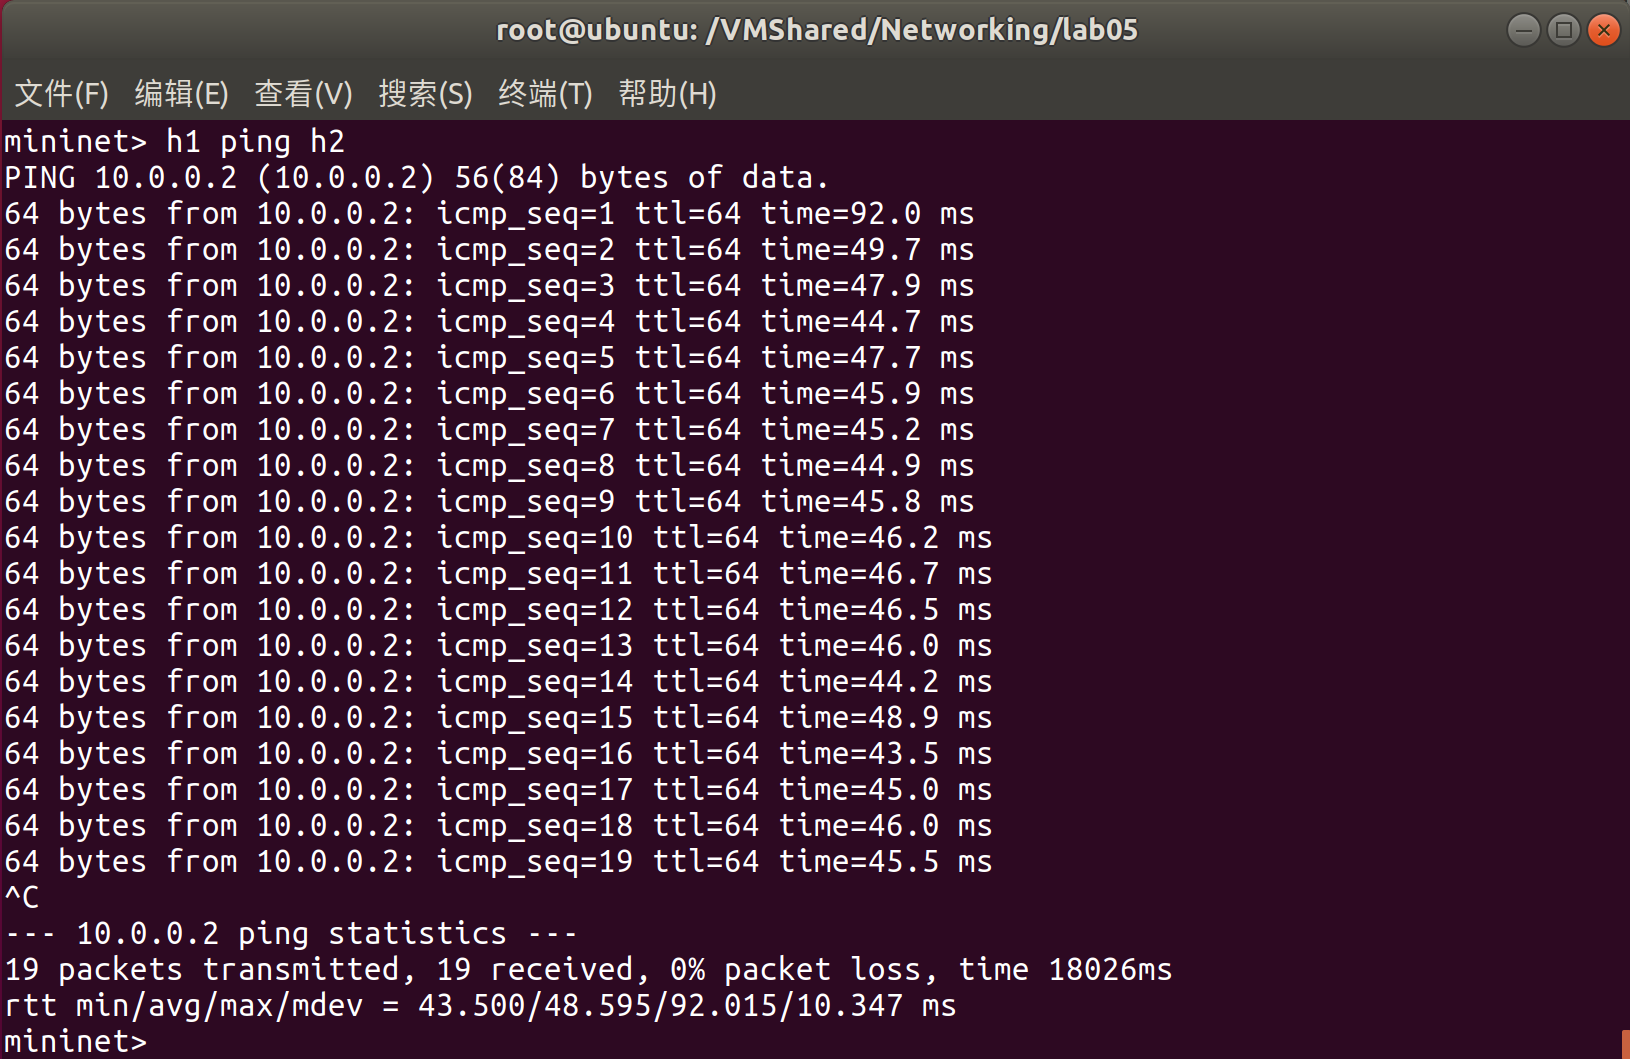 root@ubuntu: /VMShared/Networking/lab05
文件(F) 编辑(E) 查看(V) 搜索(S) 终端(T) 帮助(H)
mininet> h1 ping h2
PING 10.0.0.2 (10.0.0.2) 56(84) bytes of data.
64 bytes from 10.0.0.2: icmp_seq=1 ttl=64 time=92.0 ms
64 bytes from 10.0.0.2: icmp_seq=2 ttl=64 time=49.7 ms
64 bytes from 10.0.0.2: icmp_seq=3 ttl=64 time=47.9 ms
64 bytes from 10.0.0.2: icmp_seq=4 ttl=64 time=44.7 ms
64 bytes from 10.0.0.2: icmp_seq=5 ttl=64 time=47.7 ms
64 bytes from 10.0.0.2: icmp_seq=6 ttl=64 time=45.9 ms
64 bytes from 10.0.0.2: icmp_seq=7 ttl=64 time=45.2 ms
64 bytes from 10.0.0.2: icmp_seq=8 ttl=64 time=44.9 ms
64 bytes from 10.0.0.2: icmp_seq=9 ttl=64 time=45.8 ms
64 bytes from 10.0.0.2: icmp_seq=10 ttl=64 time=46.2 ms
64 bytes from 10.0.0.2: icmp_seq=11 ttl=64 time=46.7 ms
64 bytes from 10.0.0.2: icmp_seq=12 ttl=64 time=46.5 ms
64 bytes from 10.0.0.2: icmp_seq=13 ttl=64 time=46.0 ms
64 bytes from 10.0.0.2: icmp_seq=14 ttl=64 time=44.2 ms
64 bytes from 10.0.0.2: icmp_seq=15 ttl=64 time=48.9 ms
64 bytes from 10.0.0.2: icmp_seq=16 ttl=64 time=43.5 ms
64 bytes from 10.0.0.2: icmp_seq=17 ttl=64 time=45.0 ms
64 bytes from 10.0.0.2: icmp_seq=18 ttl=64 time=46.0 ms
64 bytes from 10.0.0.2: icmp_seq=19 ttl=64 time=45.5 ms
^C
--- 10.0.0.2 ping statistics ---
19 packets transmitted, 19 received, 0% packet loss, time 18026ms
rtt min/avg/max/mdev = 43.500/48.595/92.015/10.347 ms
mininet>